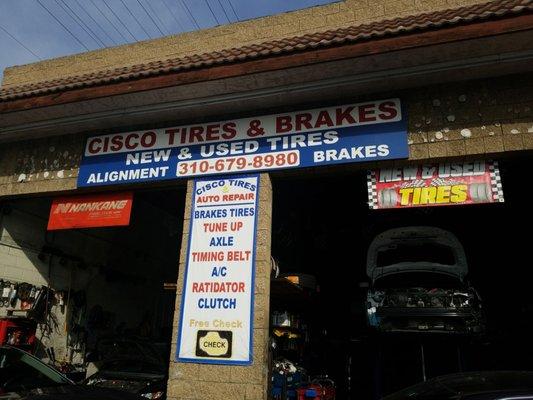 CISCO TIRES & BRAKES
NEW & USED TIRES
ALIGNMENT 310-679-8980 BRAKES
NANKANG
NEW & USED
TIRES
CISCO TIRES
&
AUTO REPAIR
BRAKES TIRES
TUNE UP
AXLE
TIMING BELT
A/C
RATIDATOR
CLUTCH
Free Check
CHECK